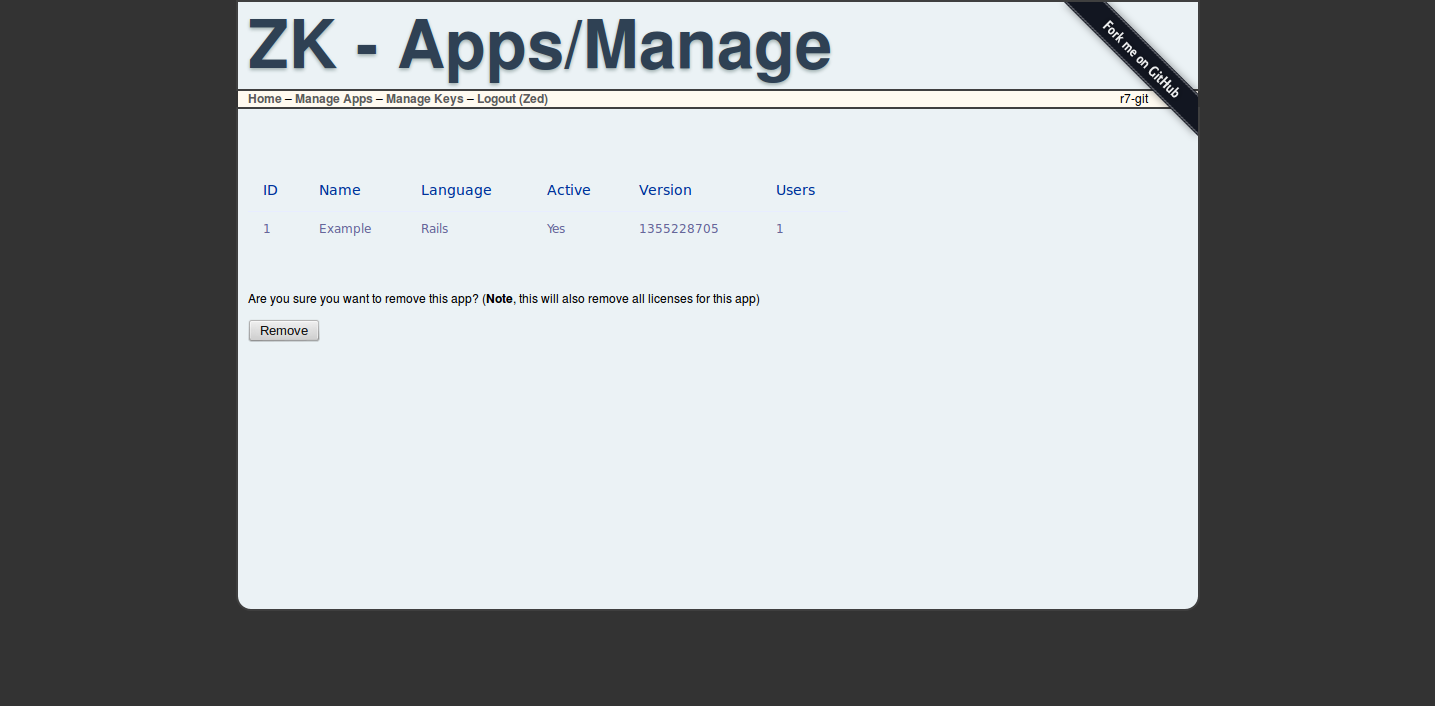 ZK - Apps/Manage
Fork me on GitHub
Home – Manage Apps – Manage Keys – Logout (Zed) r7-git
ID Name Language Active Version Users
1 Example Rails Yes 1355228705 1
Are you sure you want to remove this app? (Note, this will also remove all licenses for this app)
Remove